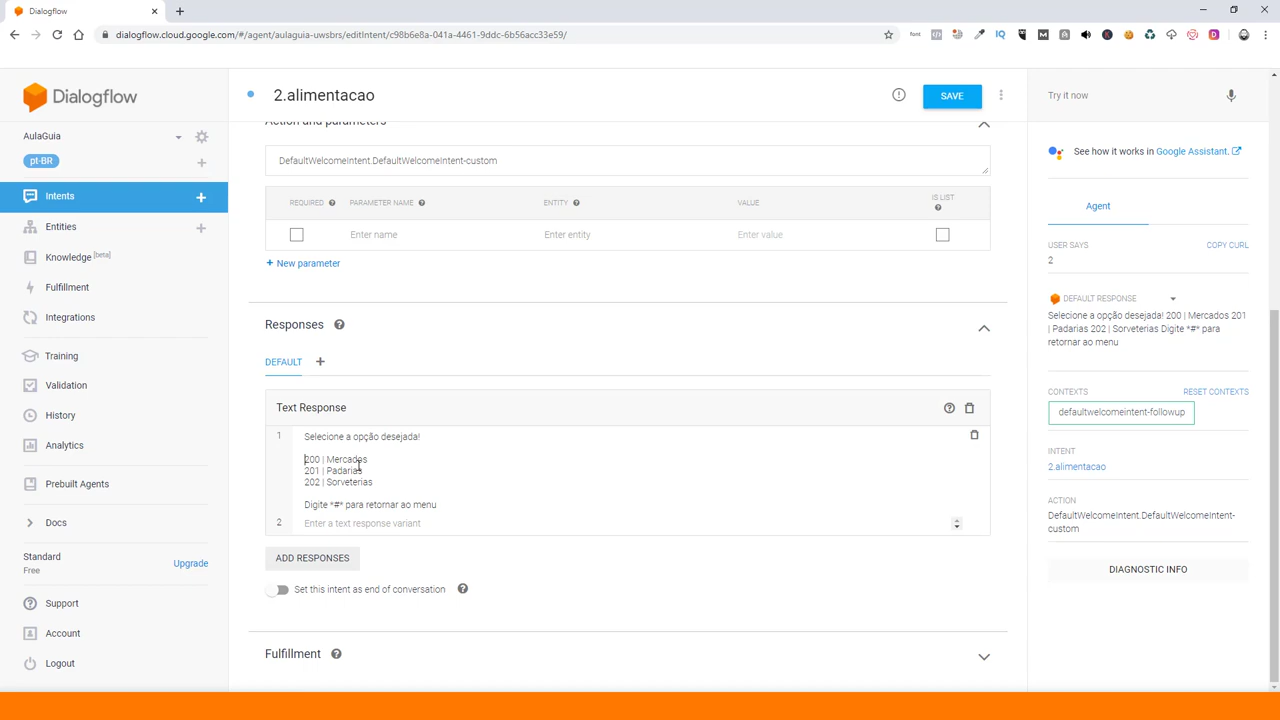 Dialogflow
dialogflow.cloud.google.com/#/agent/aulaguia-uwsbrs/editIntent/c98b6e8a-041a-4461-9ddc-6b56acc33e59/
Dialogflow
AulaGuia
pt-BR
Intents
Entities
Knowledge [beta]
Fulfillment
Integrations
Training
Validation
History
Analytics
Prebuilt Agents
Docs
Standard
Free
Upgrade
Support
Account
Logout
2.alimentacao
SAVE
Action and parameters
DefaultWelcomeIntent.DefaultWelcomeIntent-custom
REQUIRED PARAMETER NAME ENTITY VALUE IS LIST
Enter name Enter entity Enter value
+ New parameter
Responses
DEFAULT
Text Response
1 Selecione a opção desejada!
200 | Mercados
201 | Padarias
202 | Sorveterias
Digite *#* para retornar ao menu
2 Enter a text response variant
ADD RESPONSES
Set this intent as end of conversation
Fulfillment
Try it now
See how it works in Google Assistant.
Agent
USER SAYS COPY CURL
2
DEFAULT RESPONSE
Selecione a opção desejada! 200 | Mercados 201
| Padarias 202 | Sorveterias Digite *#* para
retornar ao menu
CONTEXTS RESET CONTEXTS
defaultwelcomeintent-followup
INTENT
2.alimentacao
ACTION
DefaultWelcomeIntent.DefaultWelcomeIntent-
custom
DIAGNOSTIC INFO